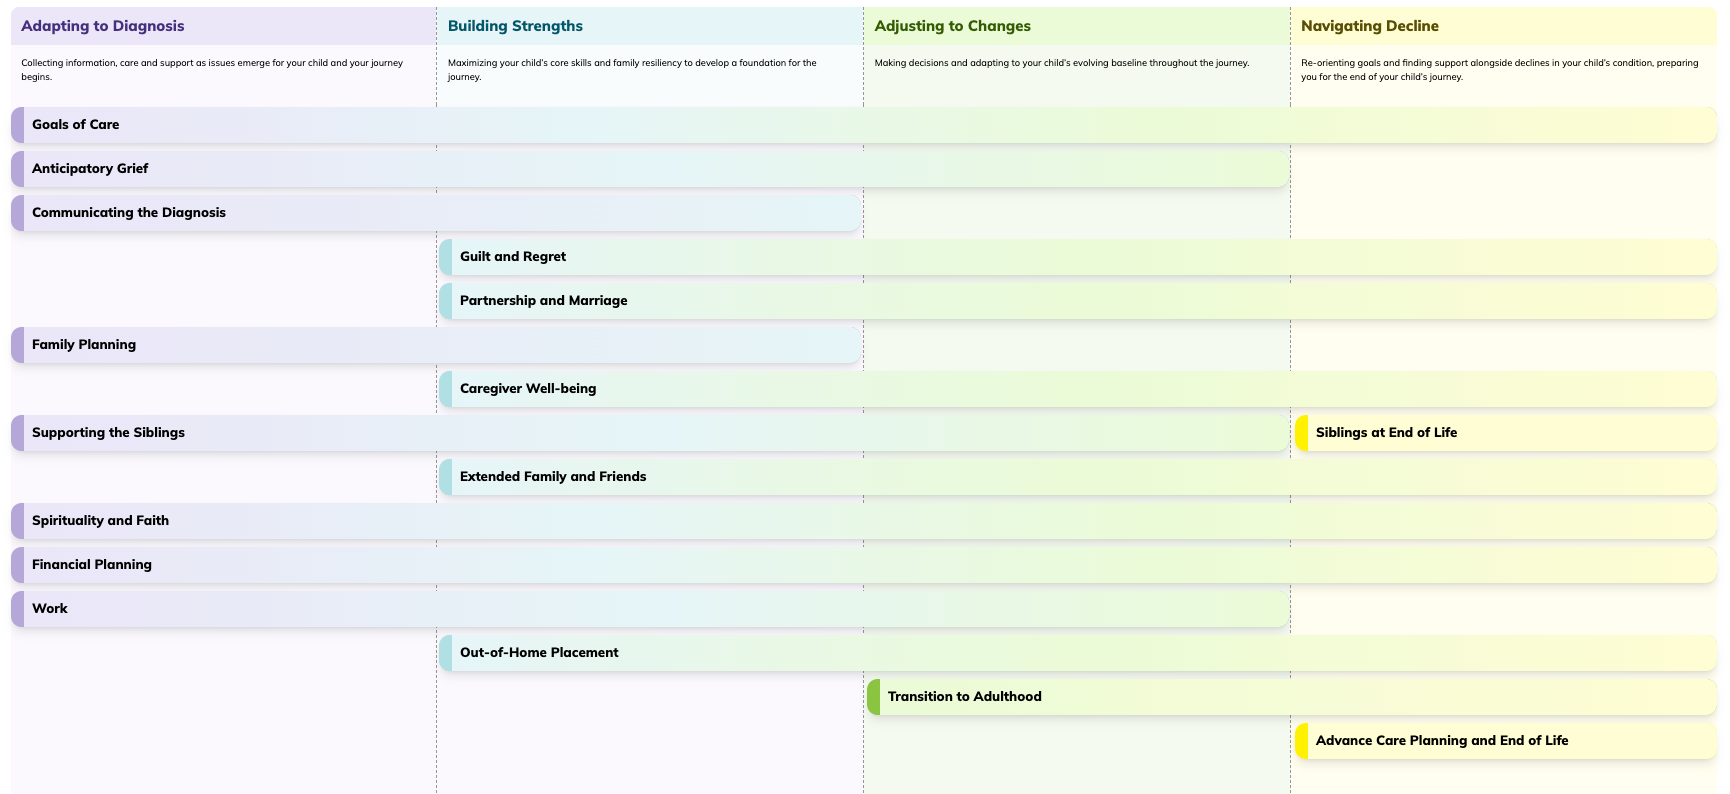 Adapting to Diagnosis
Collecting information, care and support as issues emerge for your child and your journey
begins.
Building Strengths
Maximizing your child's core skills and family resiliency to develop a foundation for the
journey.
Adjusting to Changes
Making decisions and adapting to your child's evolving baseline throughout the journey.
Navigating Decline
Re-orienting goals and finding support alongside declines in your child's condition, preparing
you for the end of your child's journey.
Goals of Care
Anticipatory Grief
Communicating the Diagnosis
Guilt and Regret
Partnership and Marriage
Family Planning
Caregiver Well-being
Supporting the Siblings
Siblings at End of Life
Extended Family and Friends
Spirituality and Faith
Financial Planning
Work
Out-of-Home Placement
Transition to Adulthood
Advance Care Planning and End of Life